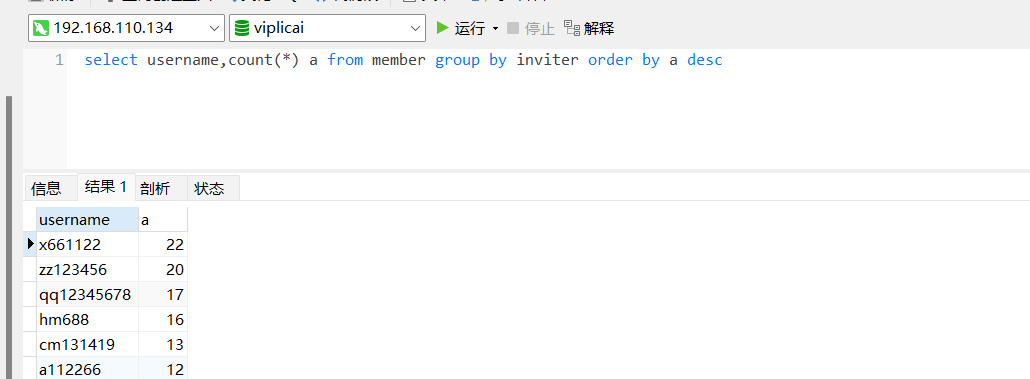 192.168.110.134 viplicai 运行 停止 解释
1 select username,count(*) a from member group by inviter order by a desc
信息 结果 1 剖析 状态
username a
x661122 22
zz123456 20
qq12345678 17
hm688 16
cm131419 13
a112266 12